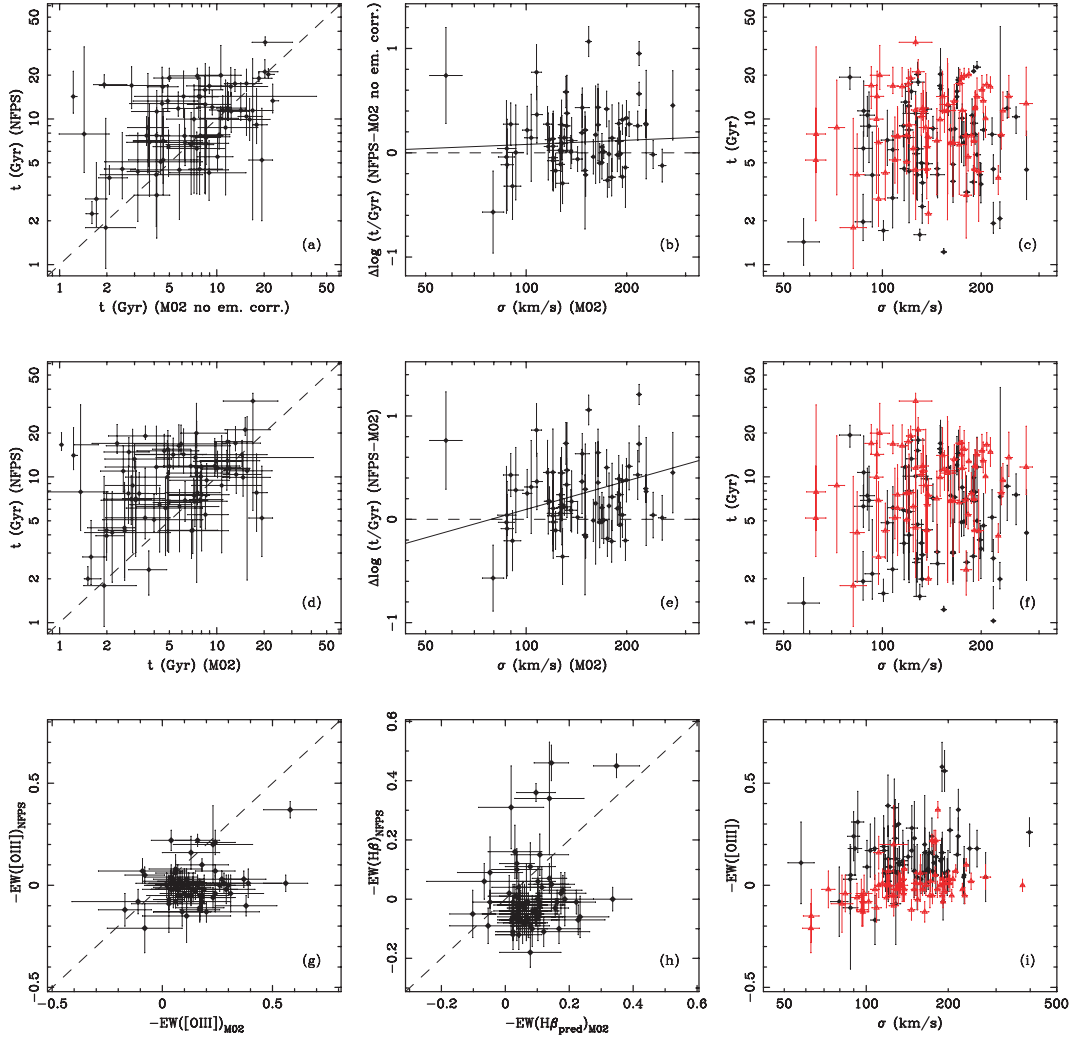 60
20
10
5
2
1
t (Gyr) (NFPS)
1
2
5
10
20
50
t (Gyr) (M02 no em. corr.)
(a)
1
0
−1
Δlog (t/Gyr) (NFPS−M02 no em. corr.)
50
100
200
σ (km/s) (M02)
(b)
50
20
10
5
2
1
t (Gyr)
50
100
200
σ (km/s)
(c)
50
20
10
5
2
1
t (Gyr) (NFPS)
1
2
5
10
20
50
t (Gyr) (M02)
(d)
1
0
−1
Δlog (t/Gyr) (NFPS−M02)
50
100
200
σ (km/s) (M02)
(e)
50
20
10
5
2
1
t (Gyr)
50
100
200
σ (km/s)
(f)
0.5
0
−0.5
−EW([OIII])NFPS
−0.5
0
0.5
−EW([OIII])M02
(g)
0.6
0.4
0.2
0
−0.2
−EW(Hβ)NFPS
−0.2
0
0.2
0.4
0.6
−EW(Hβpred)M02
(h)
0.5
0
−0.5
−EW([OIII])
50
100
200
500
σ (km/s)
(i)